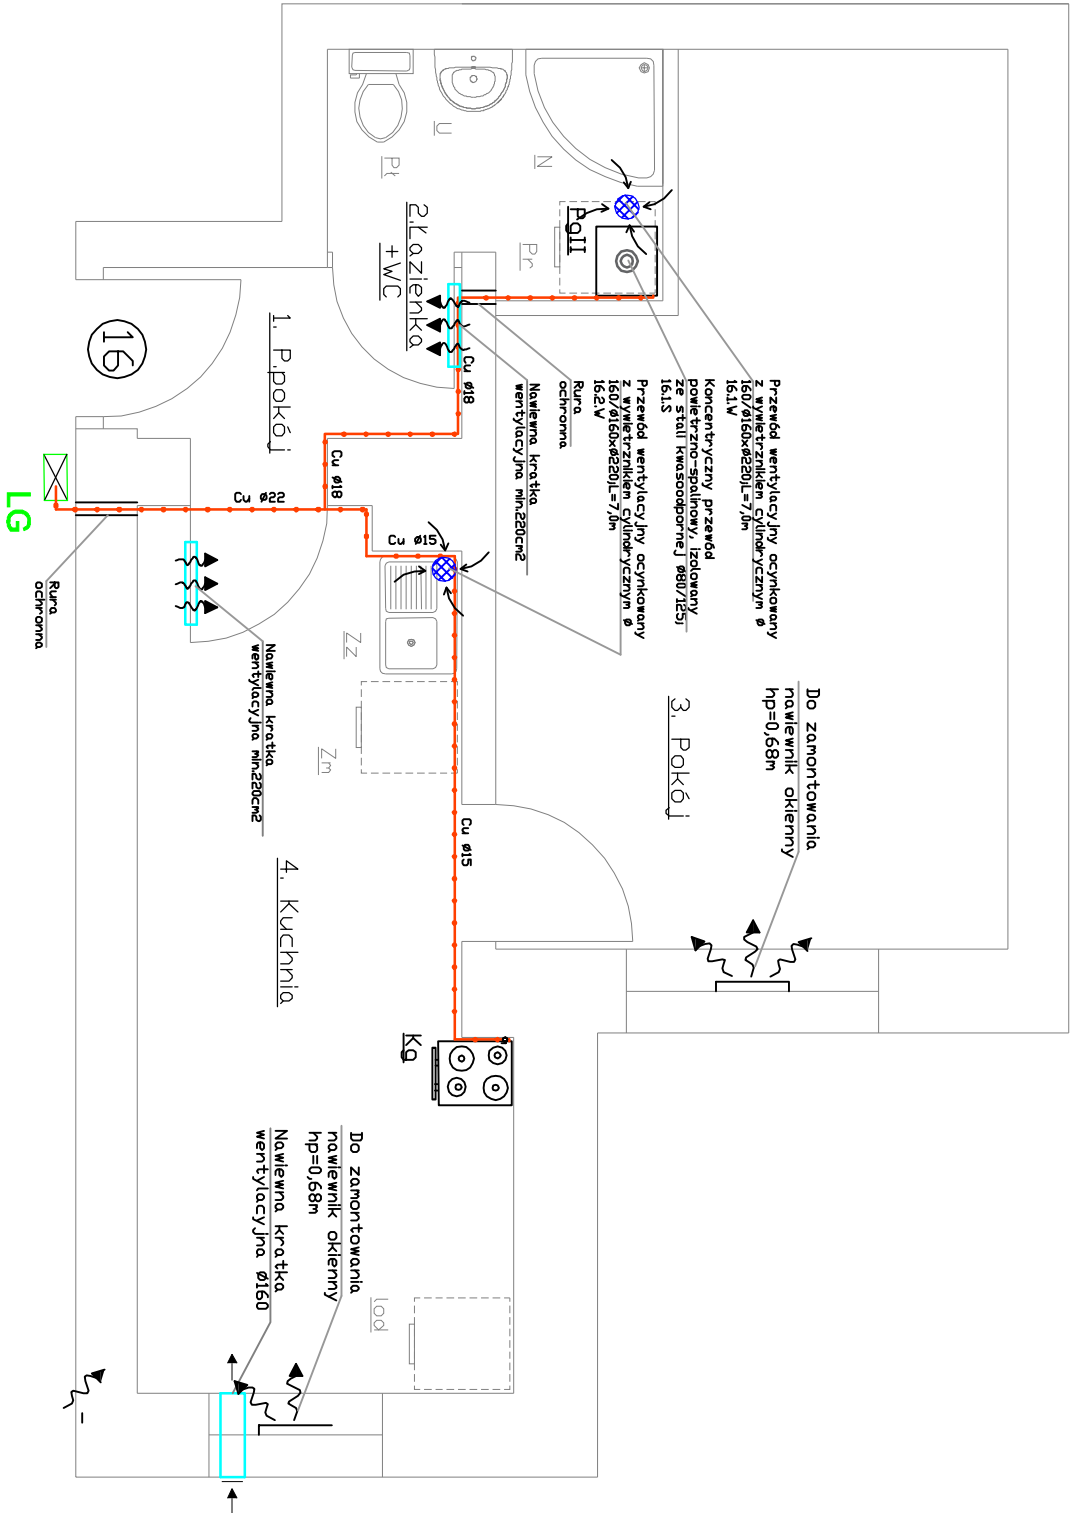 Przewód wentylacyjny ocynkowany
z wywietrznikiem cylindrycznym ø
160/Ø160xØ220;L=7,0m
16.1.W
Koncentryczny przewód
powietrzno-spalinowy, izolowany
ze stali kwasoodpornej Ø80/125;
16.1.S
Przewód wentylacyjny ocynkowany
z wywietrznikiem cylindrycznym ø
160/Ø160xØ220;L=7,0m
16.2.W
Rura
ochronna
Nawiewna kratka
wentylacyjna min.220cm2
Do zamontowania
nawiewnik okienny
hp=0,68m
3. Pokój
N
U
Pł
Pr
PgII
2.Łazienka
+WC
1. P.pokój
16
Cu Ø18
Cu Ø18
Cu Ø22
Cu Ø15
Cu Ø15
LG
Rura
ochronna
Nawiewna kratka
wentylacyjna min.220cm2
Zz
Zm
4. Kuchnia
Kg
Do zamontowania
nawiewnik okienny
hp=0,68m
Nawiewna kratka
wentylacyjna Ø160
lod
-